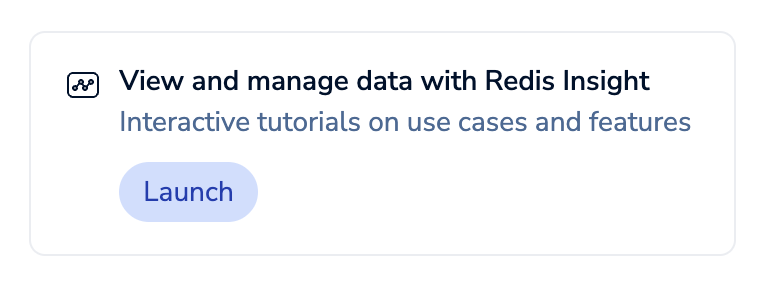 View and manage data with Redis Insight
Interactive tutorials on use cases and features
Launch